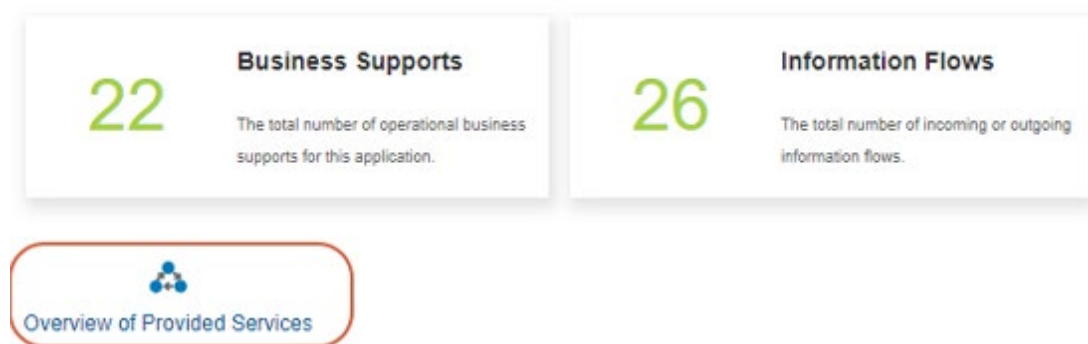 22
Business Supports
The total number of operational business
supports for this application.
26
Information Flows
The total number of incoming or outgoing
information flows.
Overview of Provided Services